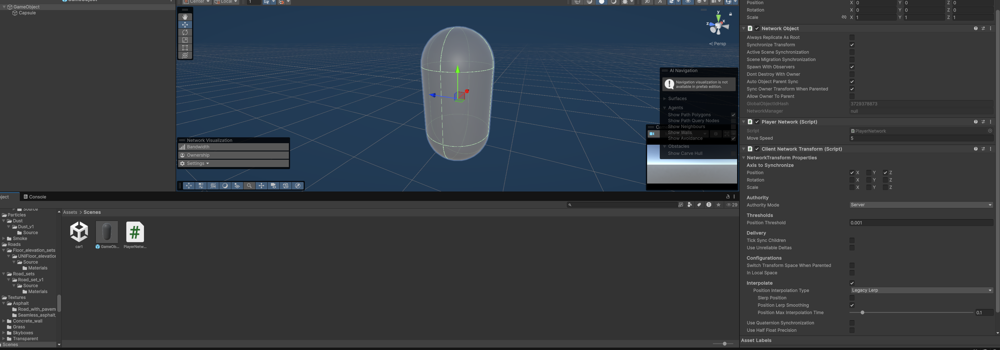 GameObject
GameObject
Capsule
Center
Local
1
y
x
z
Persp
AI Navigation
Navigation visualization is not
available in prefab edition.
Surfaces
Agents
Show Path Polygons
Show Path Query Nodes
Show Neighbours
Show Walls
Show Avoidance
Obstacles
Show Carve Hull
Network Visualization
Bandwidth
Ownership
Settings
Position X 0 Y 0 Z 0
Rotation X 0 Y 0 Z 0
Scale X 1 Y 1 Z 1
# Network Object
Always Replicate As Root
Synchronize Transform
Active Scene Synchronization
Scene Migration Synchronization
Spawn With Observers
Dont Destroy With Owner
Auto Object Parent Sync
Sync Owner Transform When Parented
Allow Owner To Parent
GlobalObjectIdHash 3729378873
NetworkManager null
# Player Network (Script)
Script PlayerNetwork
Move Speed 5
# Client Network Transform (Script)
NetworkTransform Properties
Axis to Synchronize
Position X Y Z
Rotation X Y Z
Scale X Y Z
Authority
Authority Mode Server
Thresholds
Position Threshold 0.001
Delivery
Tick Sync Children
Use Unreliable Deltas
Configurations
Switch Transform Space When Parented
In Local Space
Interpolate
Position Interpolation Type Legacy Lerp
Slerp Position
Position Lerp Smoothing
Position Max Interpolation Time 0.1
Use Quaternion Synchronization
Use Half Float Precision
Asset Labels
oject Console
29
Assets > Scenes
Source
Particles
Dust
Dust_v1
Source
Smoke
Roads
Floor_elevation_sets
UNIFloor_elevation
Source
Materials
Road_sets
Road_set_v1
Source
Materials
Textures
Asphalt
Road_with_pavem
Seamless_asphalt_
Concrete_wall
Grass
Skyboxes
Transparent
Scenes
#
car1
GameOb...
PlayerNetw...